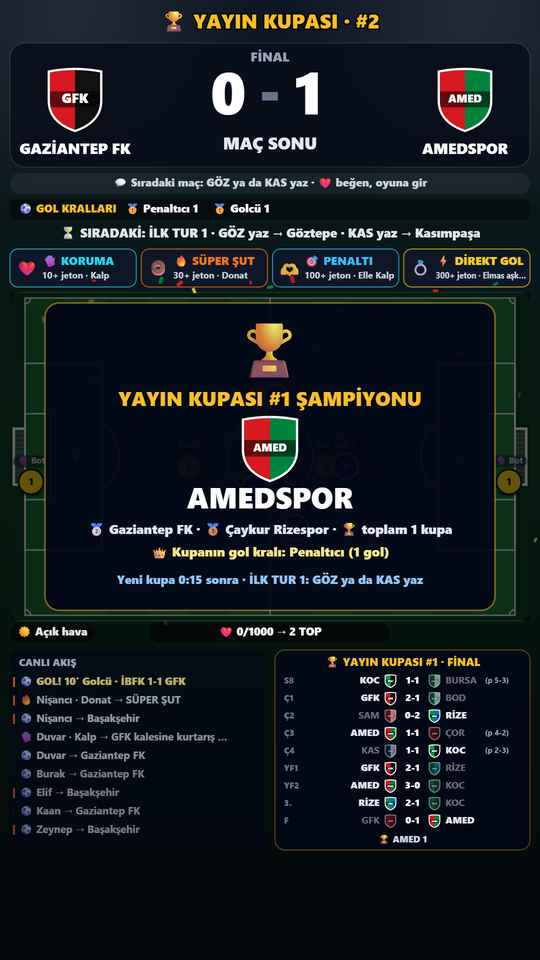 🏆 YAYIN KUPASI · #2
FİNAL
GFK
0 - 1
AMED
GAZİANTEP FK
MAÇ SONU
AMEDSPOR
💬 Sıradaki maç: GÖZ ya da KAS yaz · ❤️ beğen, oyuna gir
⚽ GOL KRALLARI 🥇 Penaltıcı 1 🥇 Golcü 1
⏳ SIRADAKİ: İLK TUR 1 · GÖZ yaz → Göztepe · KAS yaz → Kasımpaşa
KORUMA
10+ jeton · Kalp
SÜPER ŞUT
30+ jeton · Donat
PENALTI
100+ jeton · Elle Kalp
DİREKT GOL
300+ jeton · Elmas aşk...
YAYIN KUPASI #1 ŞAMPİYONU
AMED
AMEDSPOR
🥈 Gaziantep FK · 🥉 Çaykur Rizespor · 🏆 toplam 1 kupa
👑 Kupanın gol kralı: Penaltıcı (1 gol)
Yeni kupa 0:15 sonra · İLK TUR 1: GÖZ ya da KAS yaz
Bot
1
Bot
1
Açık hava
❤️ 0/1000 → 2 TOP
CANLI AKIŞ
GOL! 10' Golcü · İBFK 1-1 GFK
Nişancı · Donat → SÜPER ŞUT
Nişancı → Başakşehir
Duvar · Kalp → GFK kalesine kurtarış ...
Duvar → Gaziantep FK
Burak → Gaziantep FK
Elif → Başakşehir
Kaan → Gaziantep FK
Zeynep → Başakşehir
🏆 YAYIN KUPASI #1 · FİNAL
S8 KOC 1-1 BURSA (p 5-3)
Ç1 GFK 2-1 BOD
Ç2 SAM 0-2 RİZE
Ç3 AMED 1-1 ÇOR (p 4-2)
Ç4 KAS 1-1 KOC (p 2-3)
YF1 GFK 2-1 RİZE
YF2 AMED 3-0 KOC
3. RİZE 2-1 KOC
F GFK 0-1 AMED
🏆 AMED 1